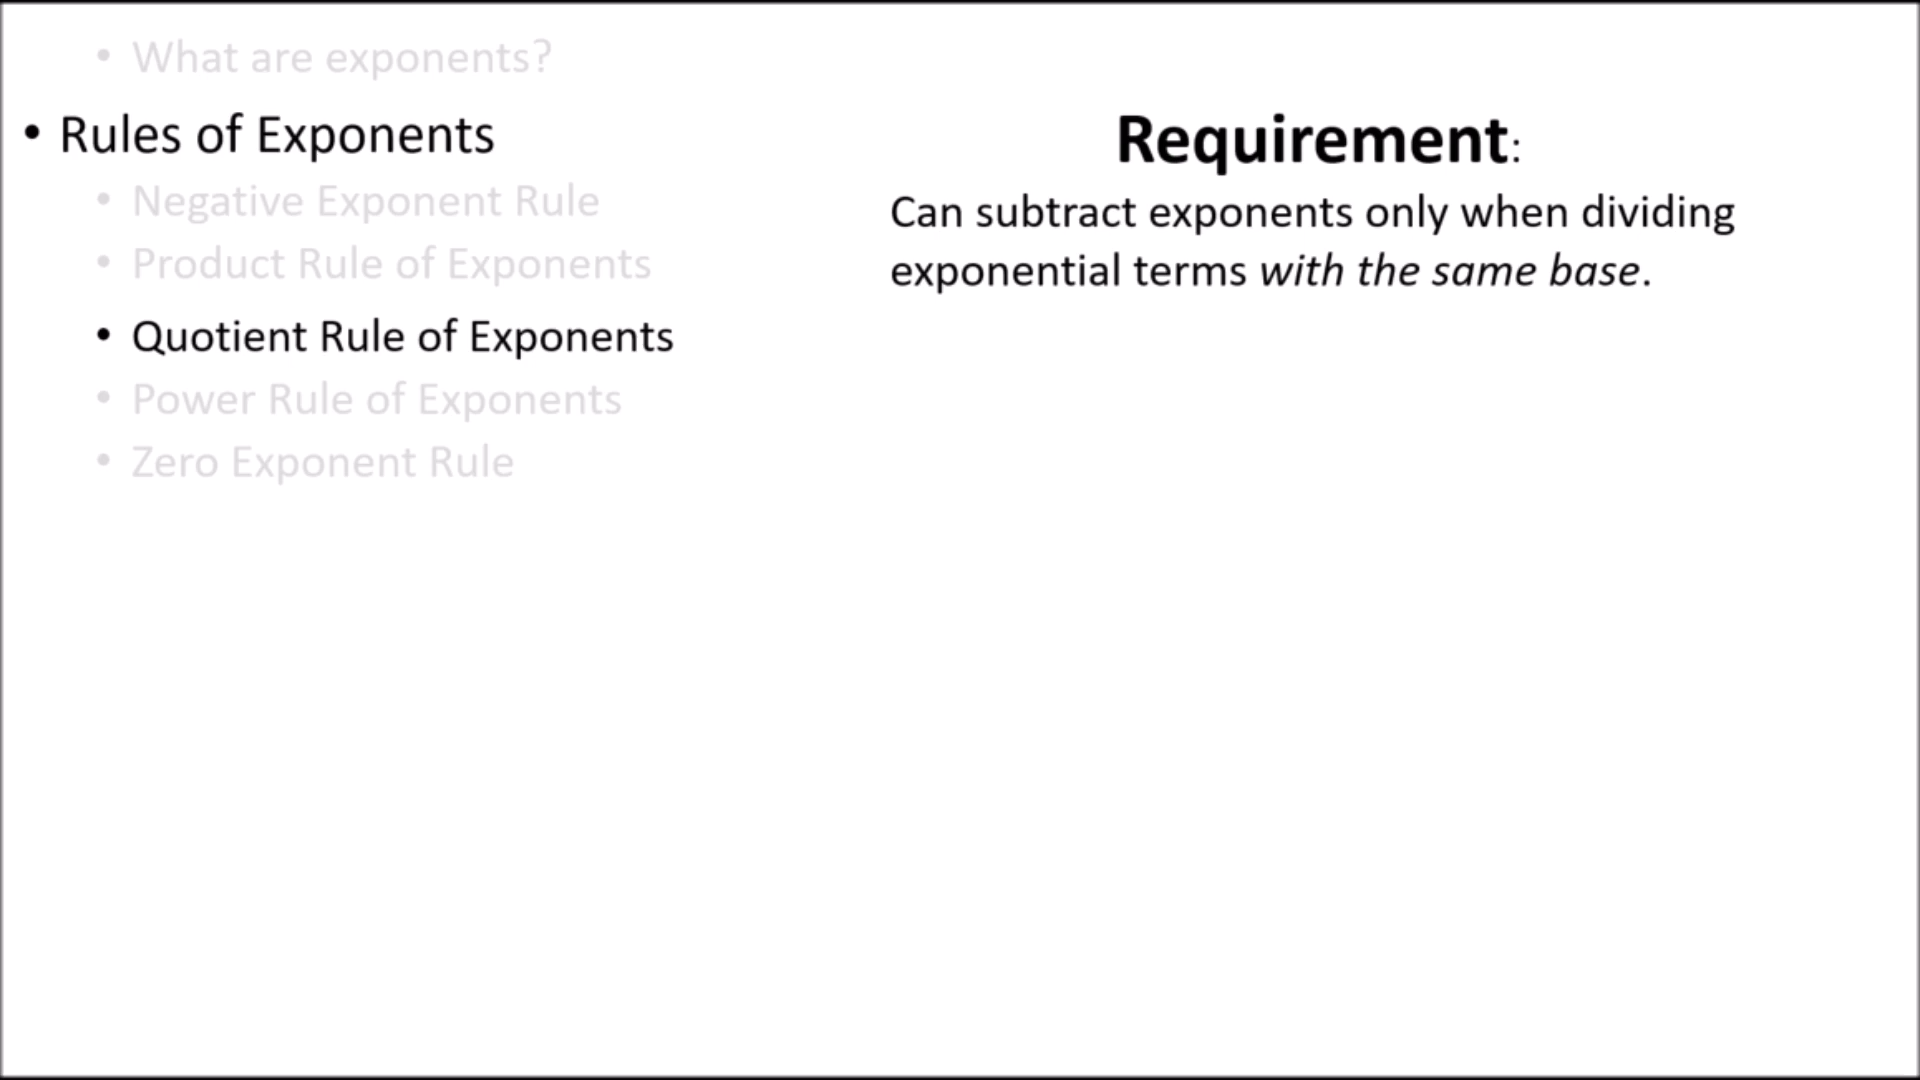 • What are exponents?
• Rules of Exponents
• Negative Exponent Rule
• Product Rule of Exponents
• Quotient Rule of Exponents
• Power Rule of Exponents
• Zero Exponent Rule
Requirement:
Can subtract exponents only when dividing
exponential terms with the same base.